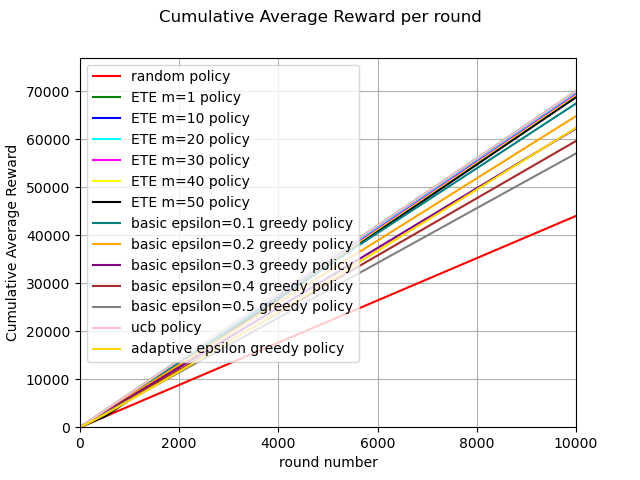 Cumulative Average Reward per round
random policy
ETE m=1 policy
ETE m=10 policy
ETE m=20 policy
ETE m=30 policy
ETE m=40 policy
ETE m=50 policy
basic epsilon=0.1 greedy policy
basic epsilon=0.2 greedy policy
basic epsilon=0.3 greedy policy
basic epsilon=0.4 greedy policy
basic epsilon=0.5 greedy policy
ucb policy
adaptive epsilon greedy policy
Cumulative Average Reward
70000
60000
50000
40000
30000
20000
10000
0
0 2000 4000 6000 8000 10000
round number